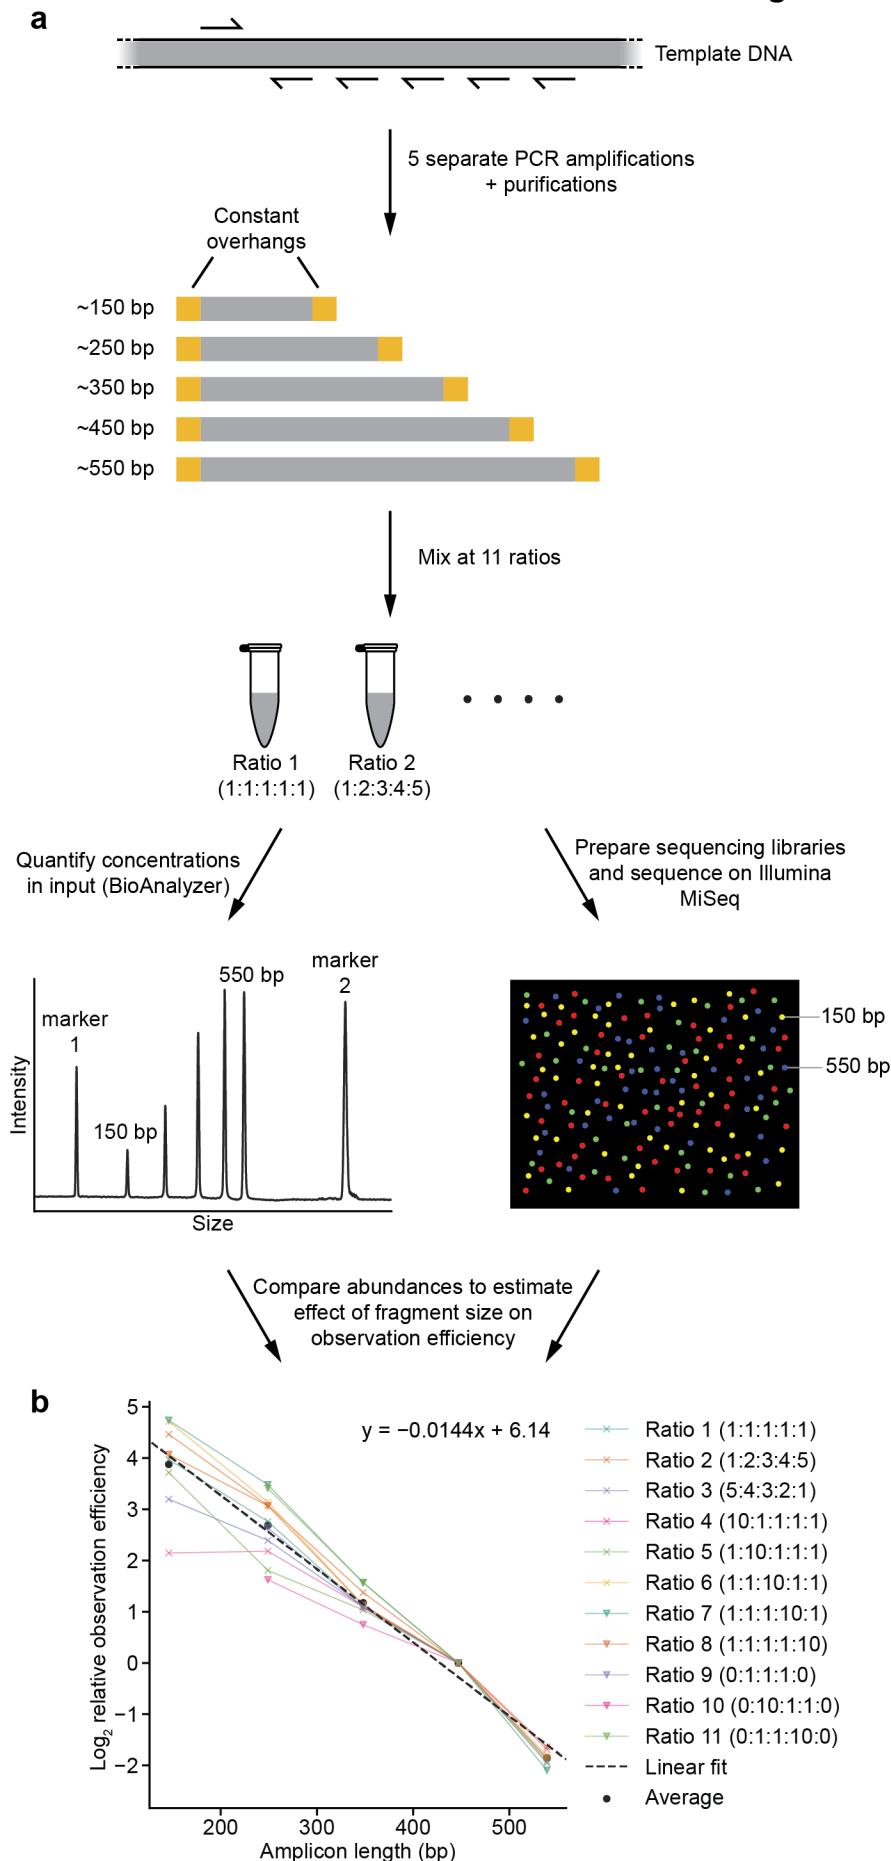 a
Template DNA
5 separate PCR amplifications
+ purifications
Constant
overhangs
~150 bp
~250 bp
~350 bp
~450 bp
~550 bp
Mix at 11 ratios
Ratio 1
(1:1:1:1:1)
Ratio 2
(1:2:3:4:5)
Quantify concentrations
in input (BioAnalyzer)
Prepare sequencing libraries
and sequence on Illumina
MiSeq
Intensity
marker
1
150 bp
550 bp
marker
2
Size
150 bp
550 bp
Compare abundances to estimate
effect of fragment size on
observation efficiency
b
Log2 relative observation efficiency
5
4
3
2
1
0
−1
−2
y = −0.0144x + 6.14
200
300
400
500
Amplicon length (bp)
Ratio 1 (1:1:1:1:1)
Ratio 2 (1:2:3:4:5)
Ratio 3 (5:4:3:2:1)
Ratio 4 (10:1:1:1:1)
Ratio 5 (1:10:1:1:1)
Ratio 6 (1:1:10:1:1)
Ratio 7 (1:1:1:10:1)
Ratio 8 (1:1:1:1:10)
Ratio 9 (0:1:1:1:0)
Ratio 10 (0:10:1:1:0)
Ratio 11 (0:1:1:10:0)
Linear fit
Average